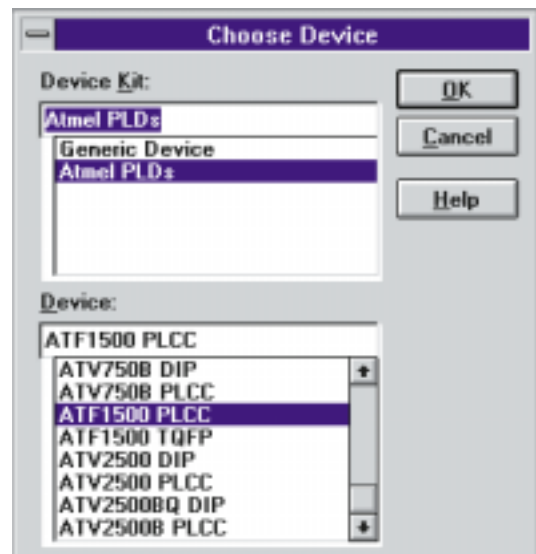 Choose Device
Device Kit:
Atmel PLDs
Generic Device
Atmel PLDs
OK
Cancel
Help
Device:
ATF1500 PLCC
ATV750B DIP
ATV750B PLCC
ATF1500 PLCC
ATF1500 TQFP
ATV2500 DIP
ATV2500 PLCC
ATV2500BQ DIP
ATV2500B PLCC